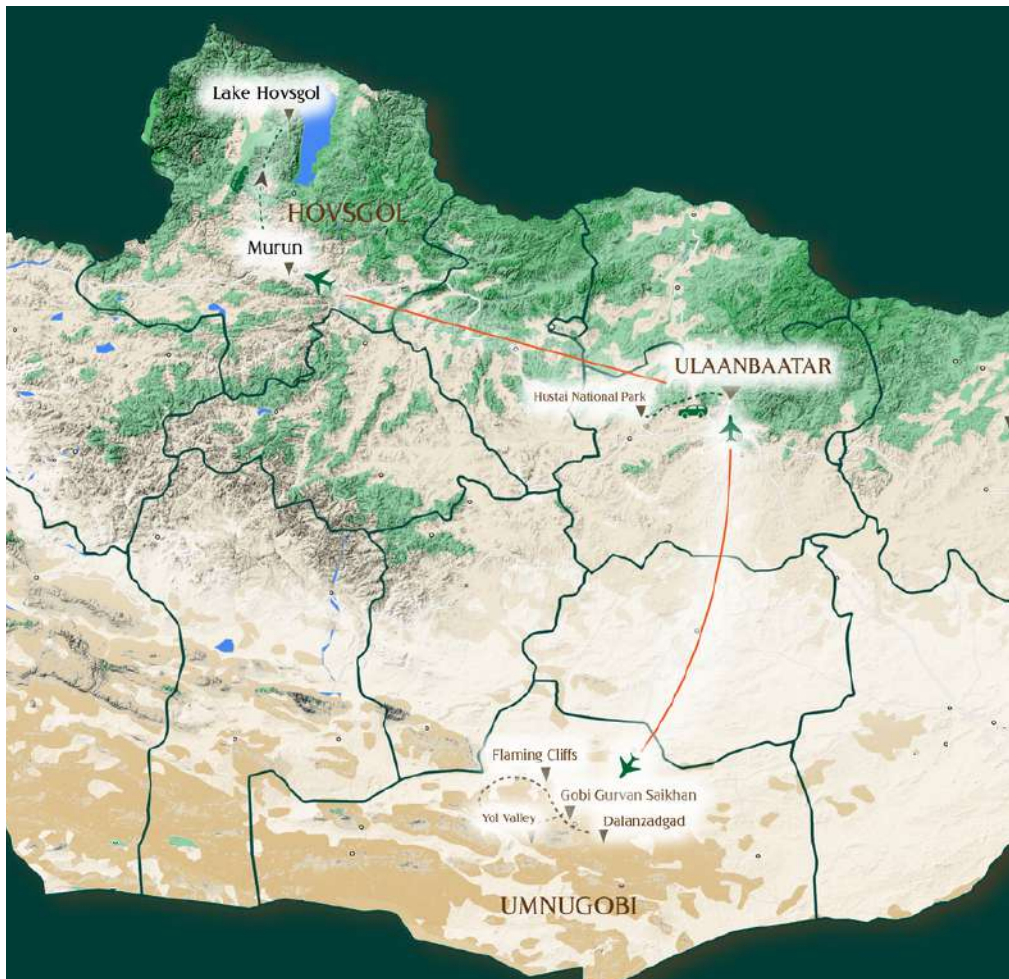 Lake Hovsgol
HOVSGOL
Murun
ULAANBAATAR
Hustai National Park
Flaming Cliffs
Gobi Gurvan Saikhan
Yol Valley
Dalanzadgad
UMNUGOBI